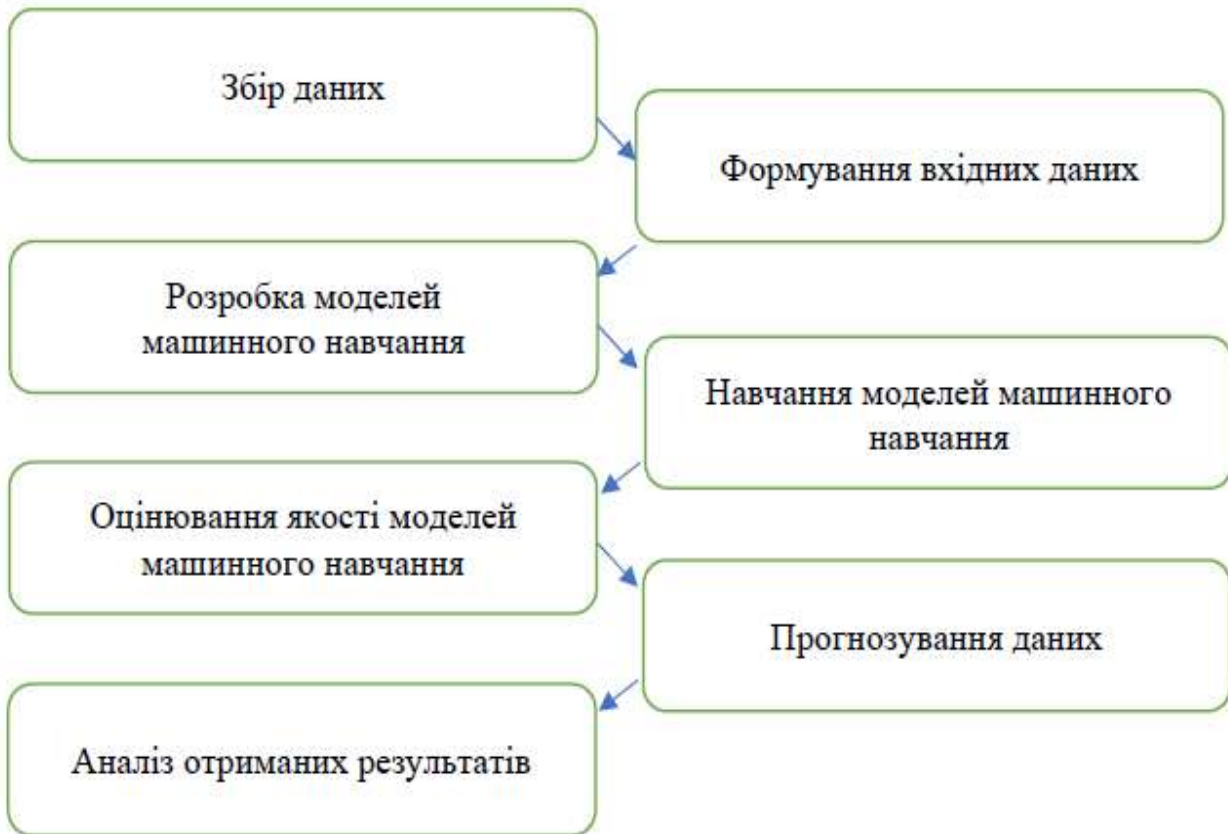 Збір даних
Формування вхідних даних
Розробка моделей
машинного навчання
Навчання моделей машинного
навчання
Оцінювання якості моделей
машинного навчання
Прогнозування даних
Аналіз отриманих результатів